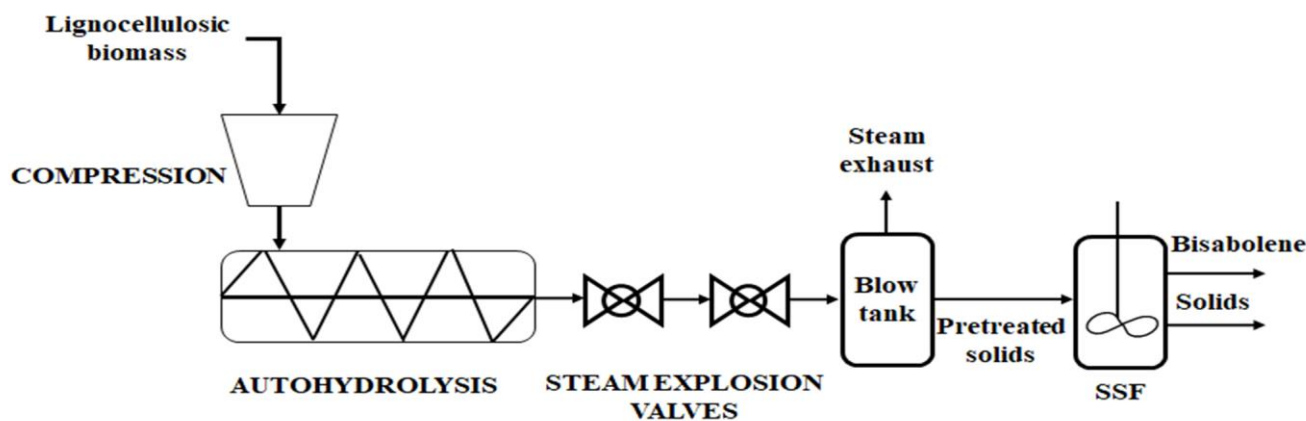 Lignocellulosic
biomass
COMPRESSION
AUTOHYDROLYSIS
STEAM EXPLOSION
VALVES
Steam
exhaust
Blow
tank
Pretreated
solids
Bisabolene
Solids
SSF